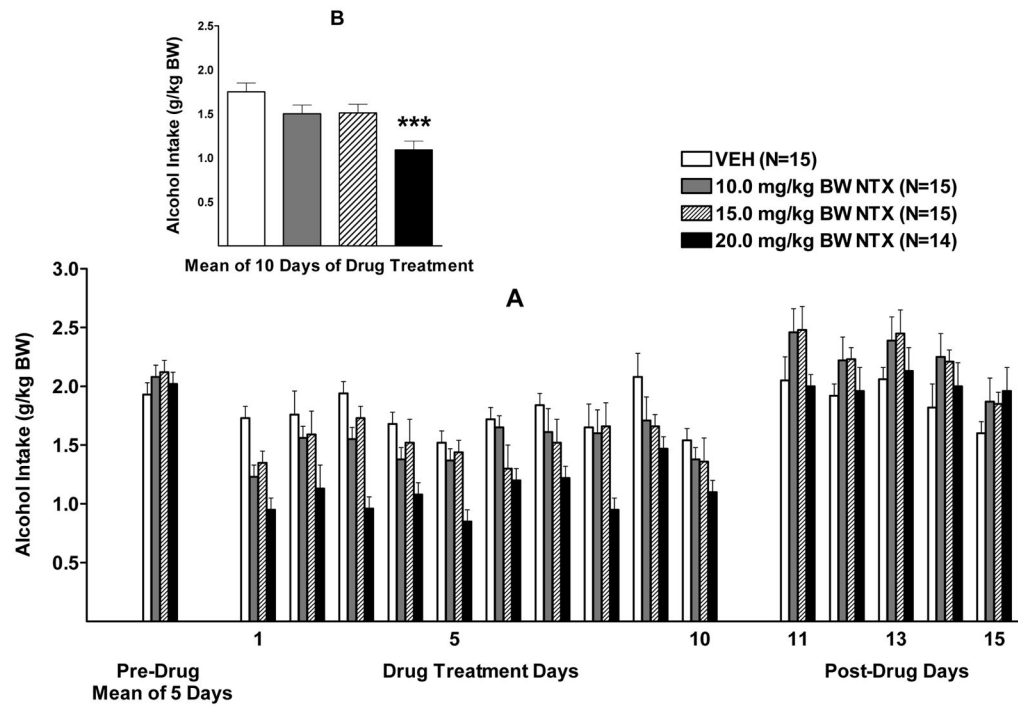 B
2.5
2.0
1.5
1.0
0.5
Alcohol Intake (g/kg BW)
***
Mean of 10 Days of Drug Treatment
VEH (N=15)
10.0 mg/kg BW NTX (N=15)
15.0 mg/kg BW NTX (N=15)
20.0 mg/kg BW NTX (N=14)
A
3.0
2.5
2.0
1.5
1.0
0.5
Alcohol Intake (g/kg BW)
1 5 10 11 13 15
Pre-Drug Drug Treatment Days Post-Drug Days
Mean of 5 Days